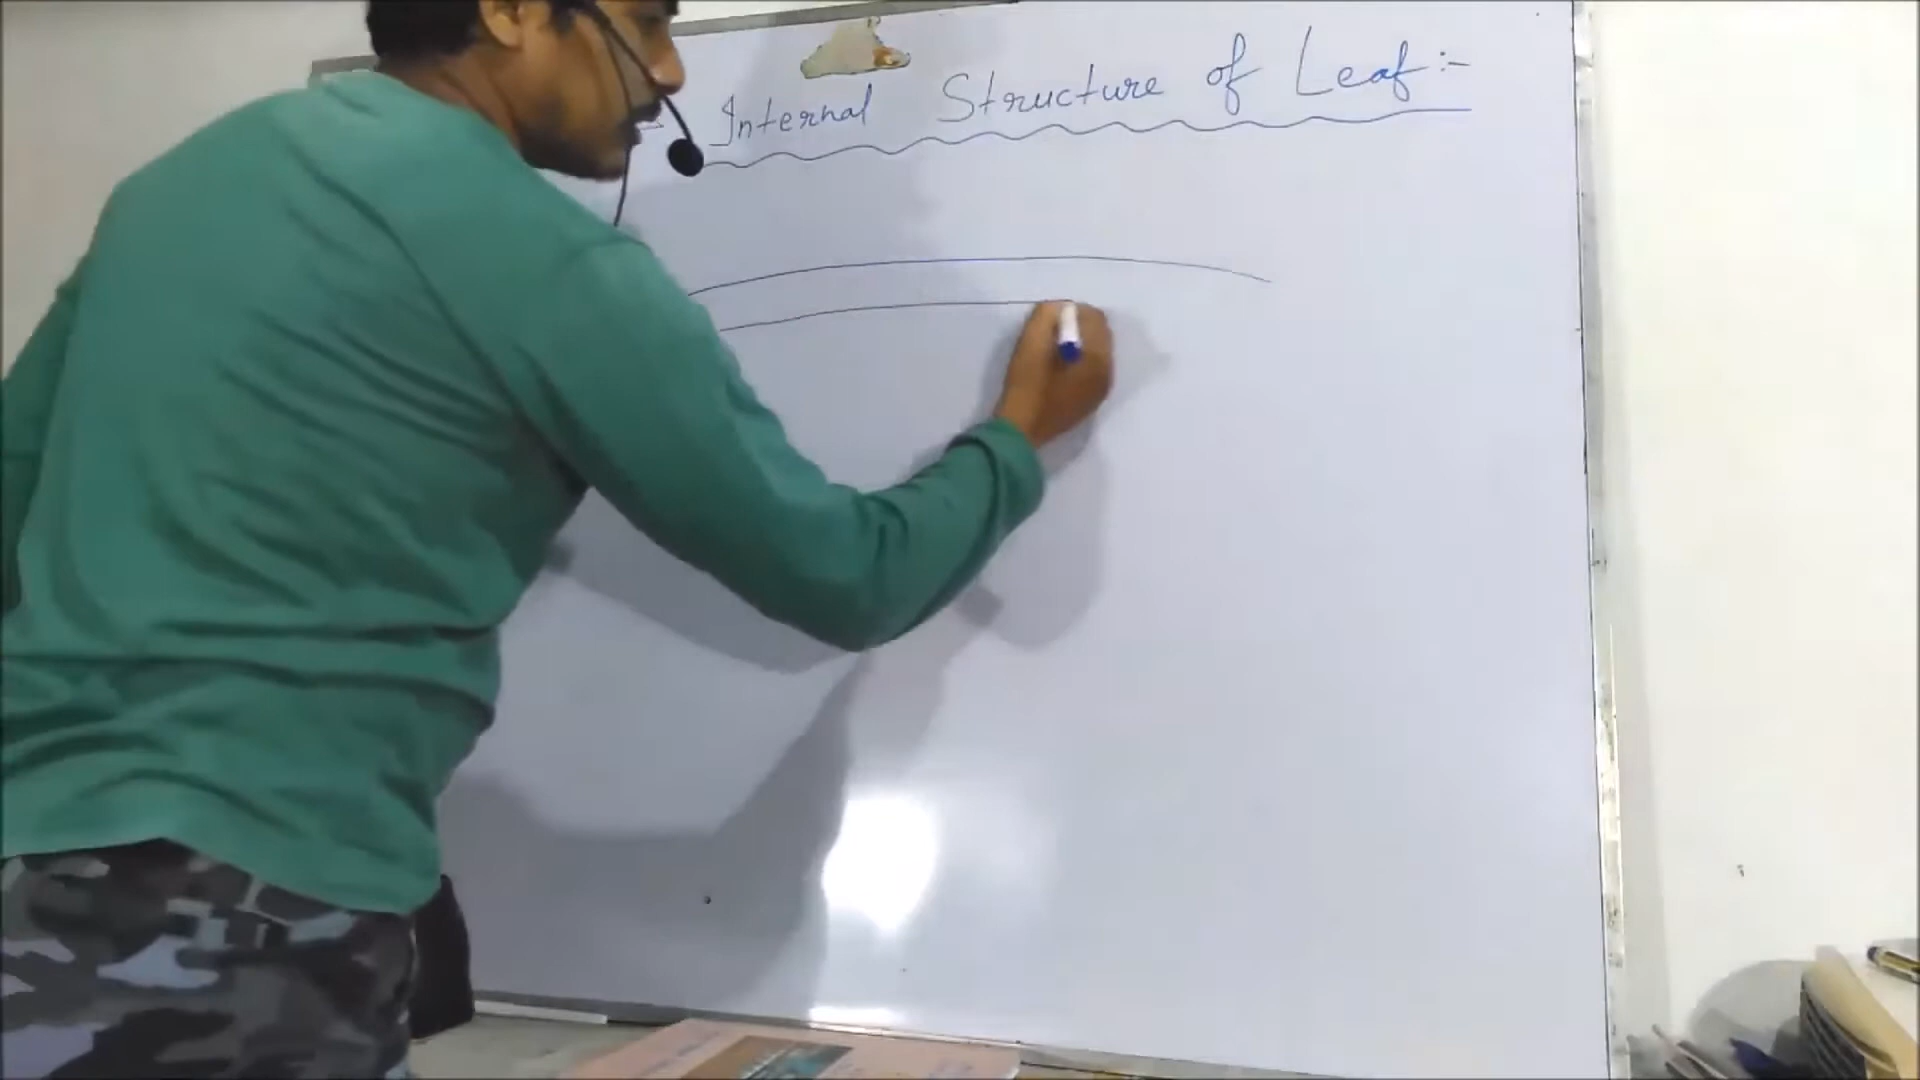 Internal Structure of Leaf :-